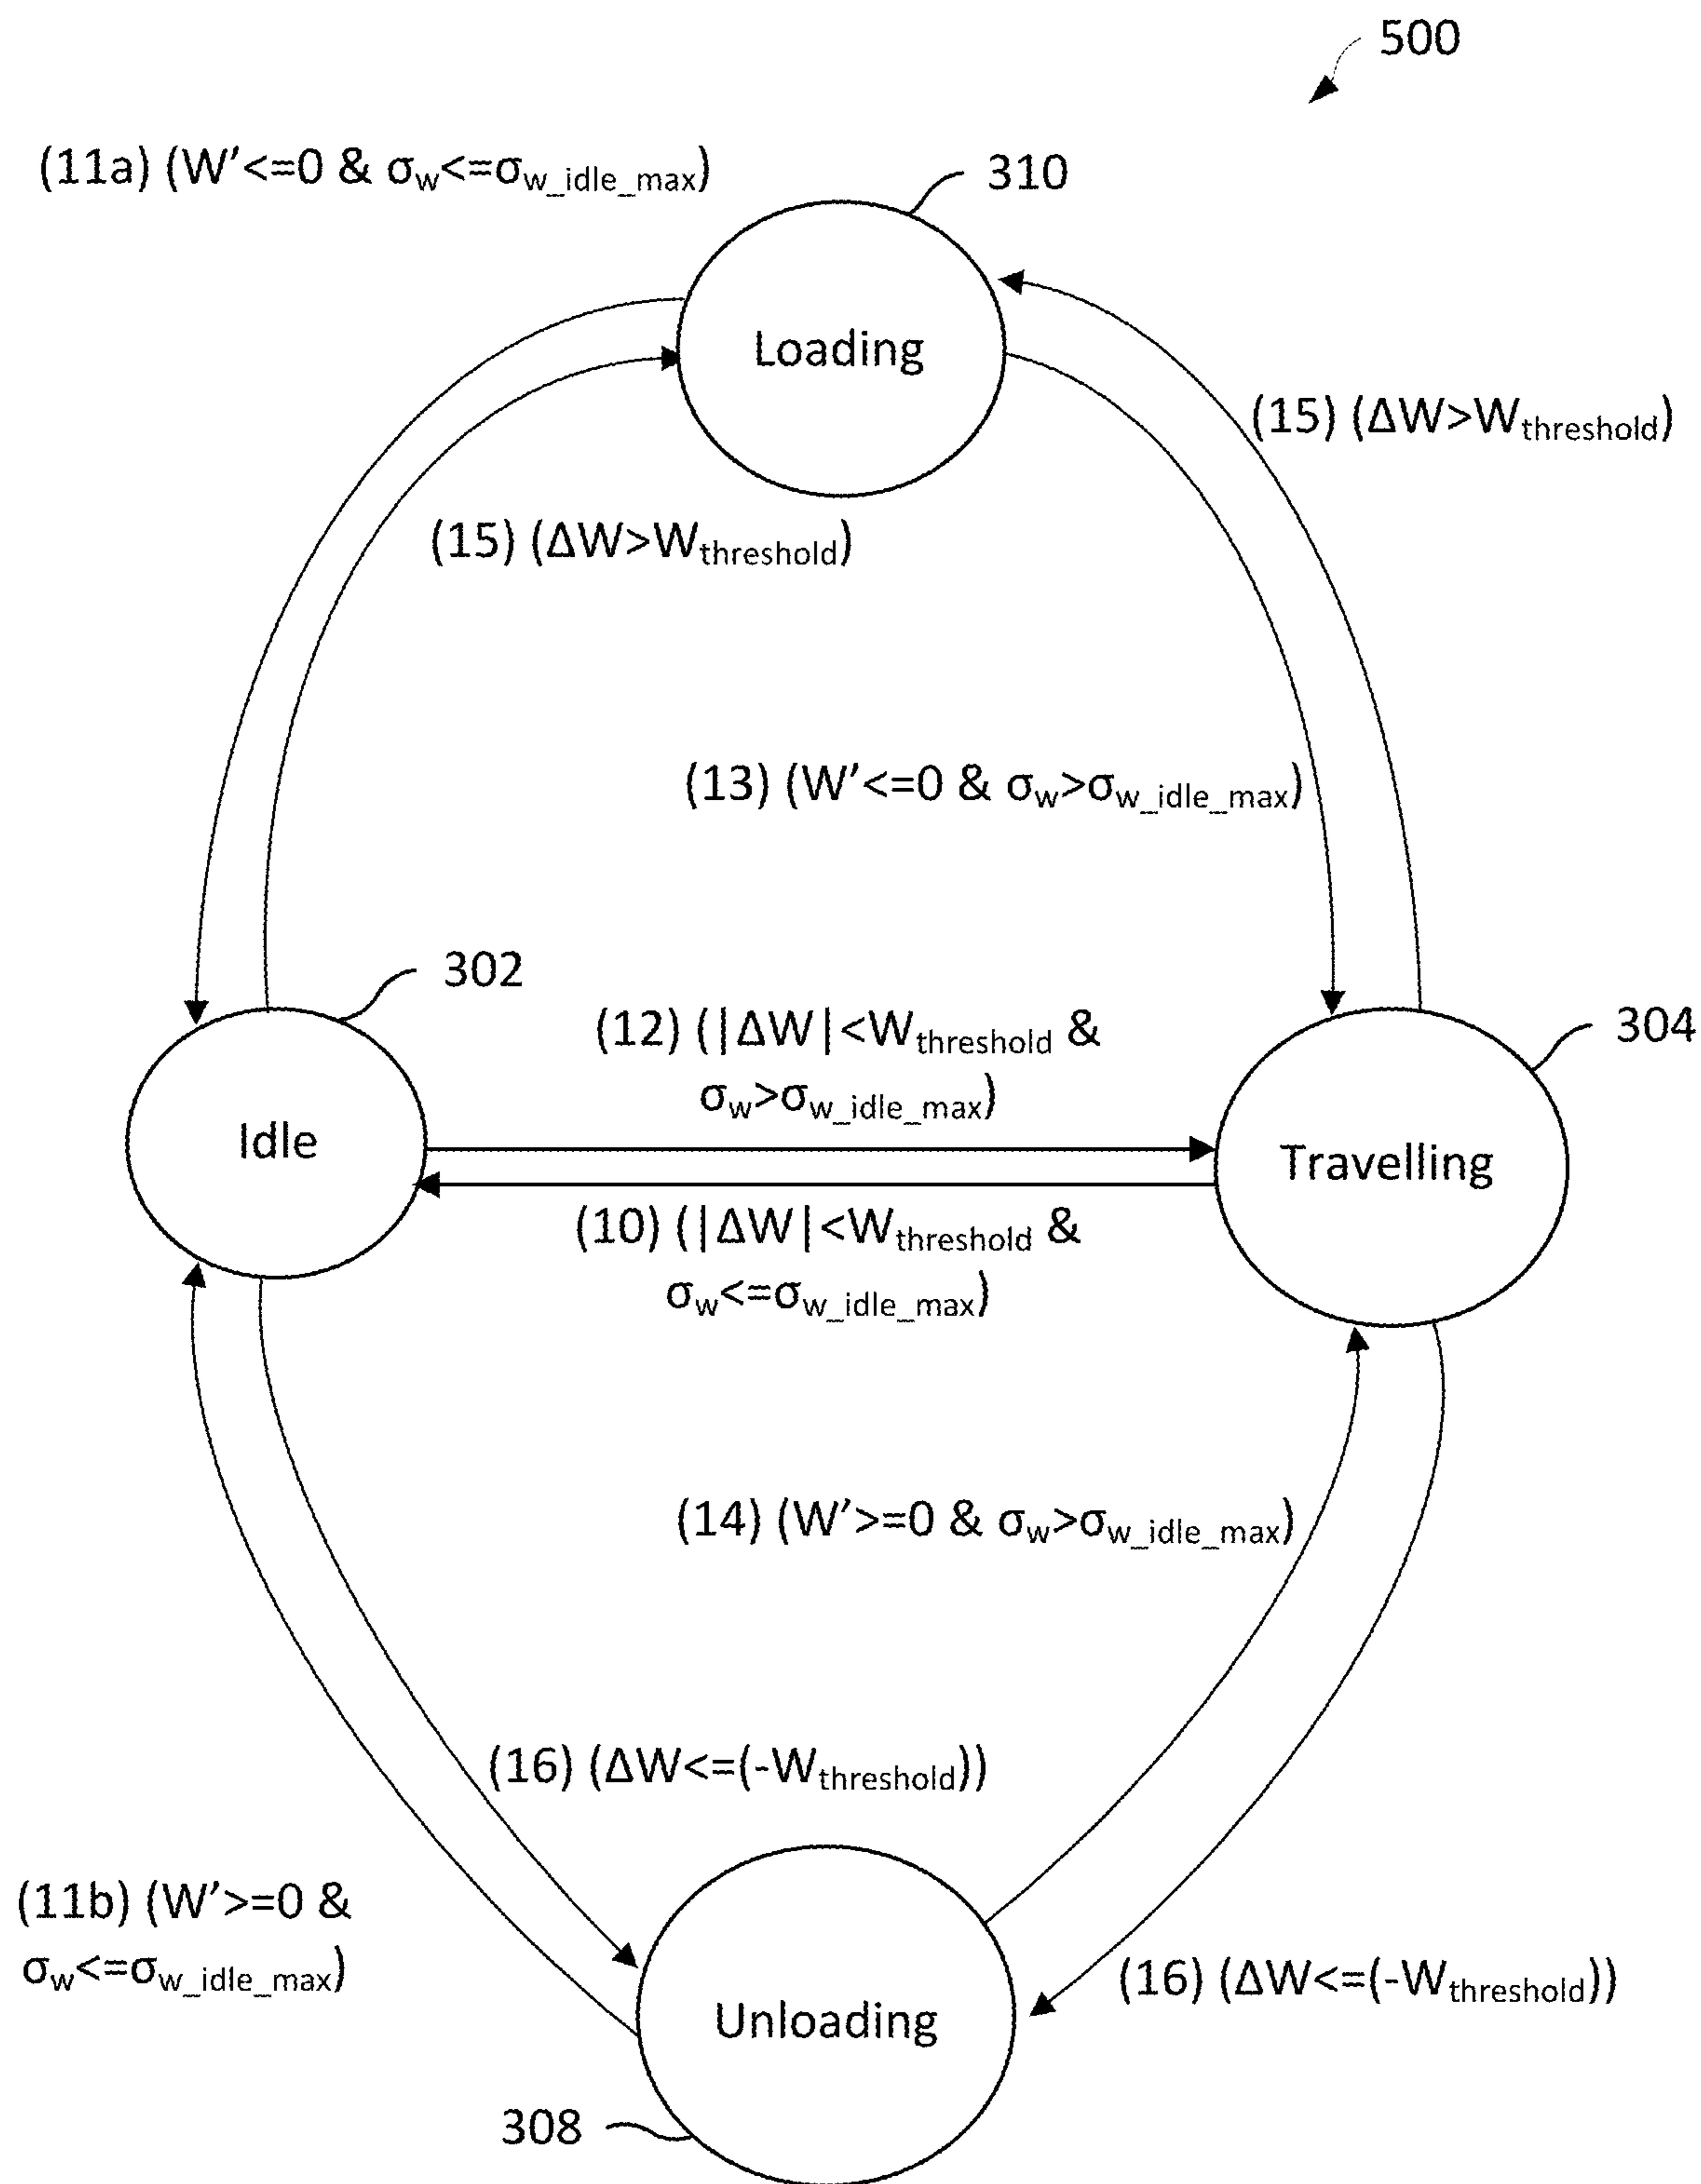 500
(11a) (W'<=0 & σw<=σw_idle_max)
310
Loading
(15) (ΔW>Wthreshold)
(15) (ΔW>Wthreshold)
(13) (W'<=0 & σw>σw_idle_max)
302
(12) (|ΔW|<Wthreshold &
σw>σw_idle_max)
304
Idle
Travelling
(10) (|ΔW|<Wthreshold &
σw<=σw_idle_max)
(14) (W'>=0 & σw>σw_idle_max)
(16) (ΔW<=(-Wthreshold))
(11b) (W'>=0 &
σw<=σw_idle_max)
(16) (ΔW<=(-Wthreshold))
Unloading
308